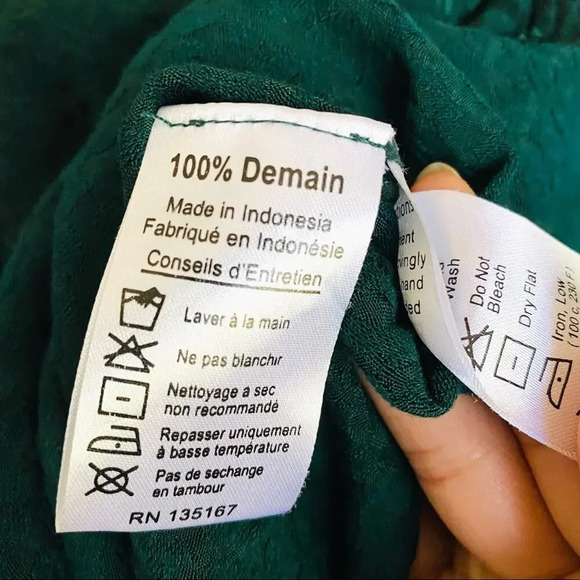 100% Demain
Made in Indonesia
Fabriqué en Indonésie
Conseils d'Entretien
Laver à la main
Ne pas blanchir
Nettoyage à sec
non recommandé
Repasser uniquement
à basse température
Pas de sechange
en tambour
RN 135167
Wash
Do Not
Bleach
Dry Flat
Iron, Low
(100 c, 230 F)